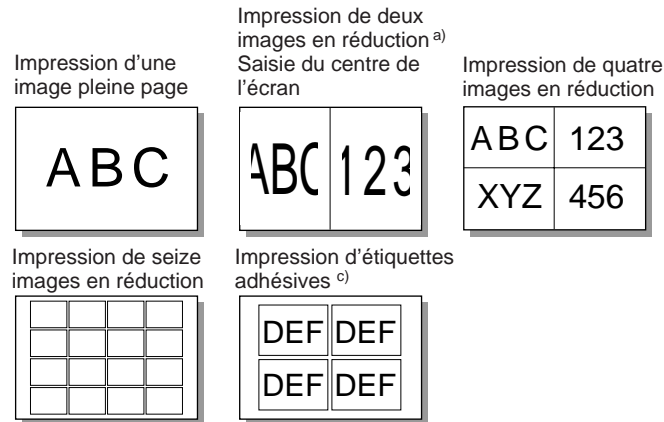 Impression d'une
image pleine page
ABC
Impression de deux
images en réduction a)
Saisie du centre de
l'écran
ABC 123
Impression de quatre
images en réduction
ABC 123
XYZ 456
Impression de seize
images en réduction
Impression d'étiquettes
adhésives c)
DEF DEF
DEF DEF